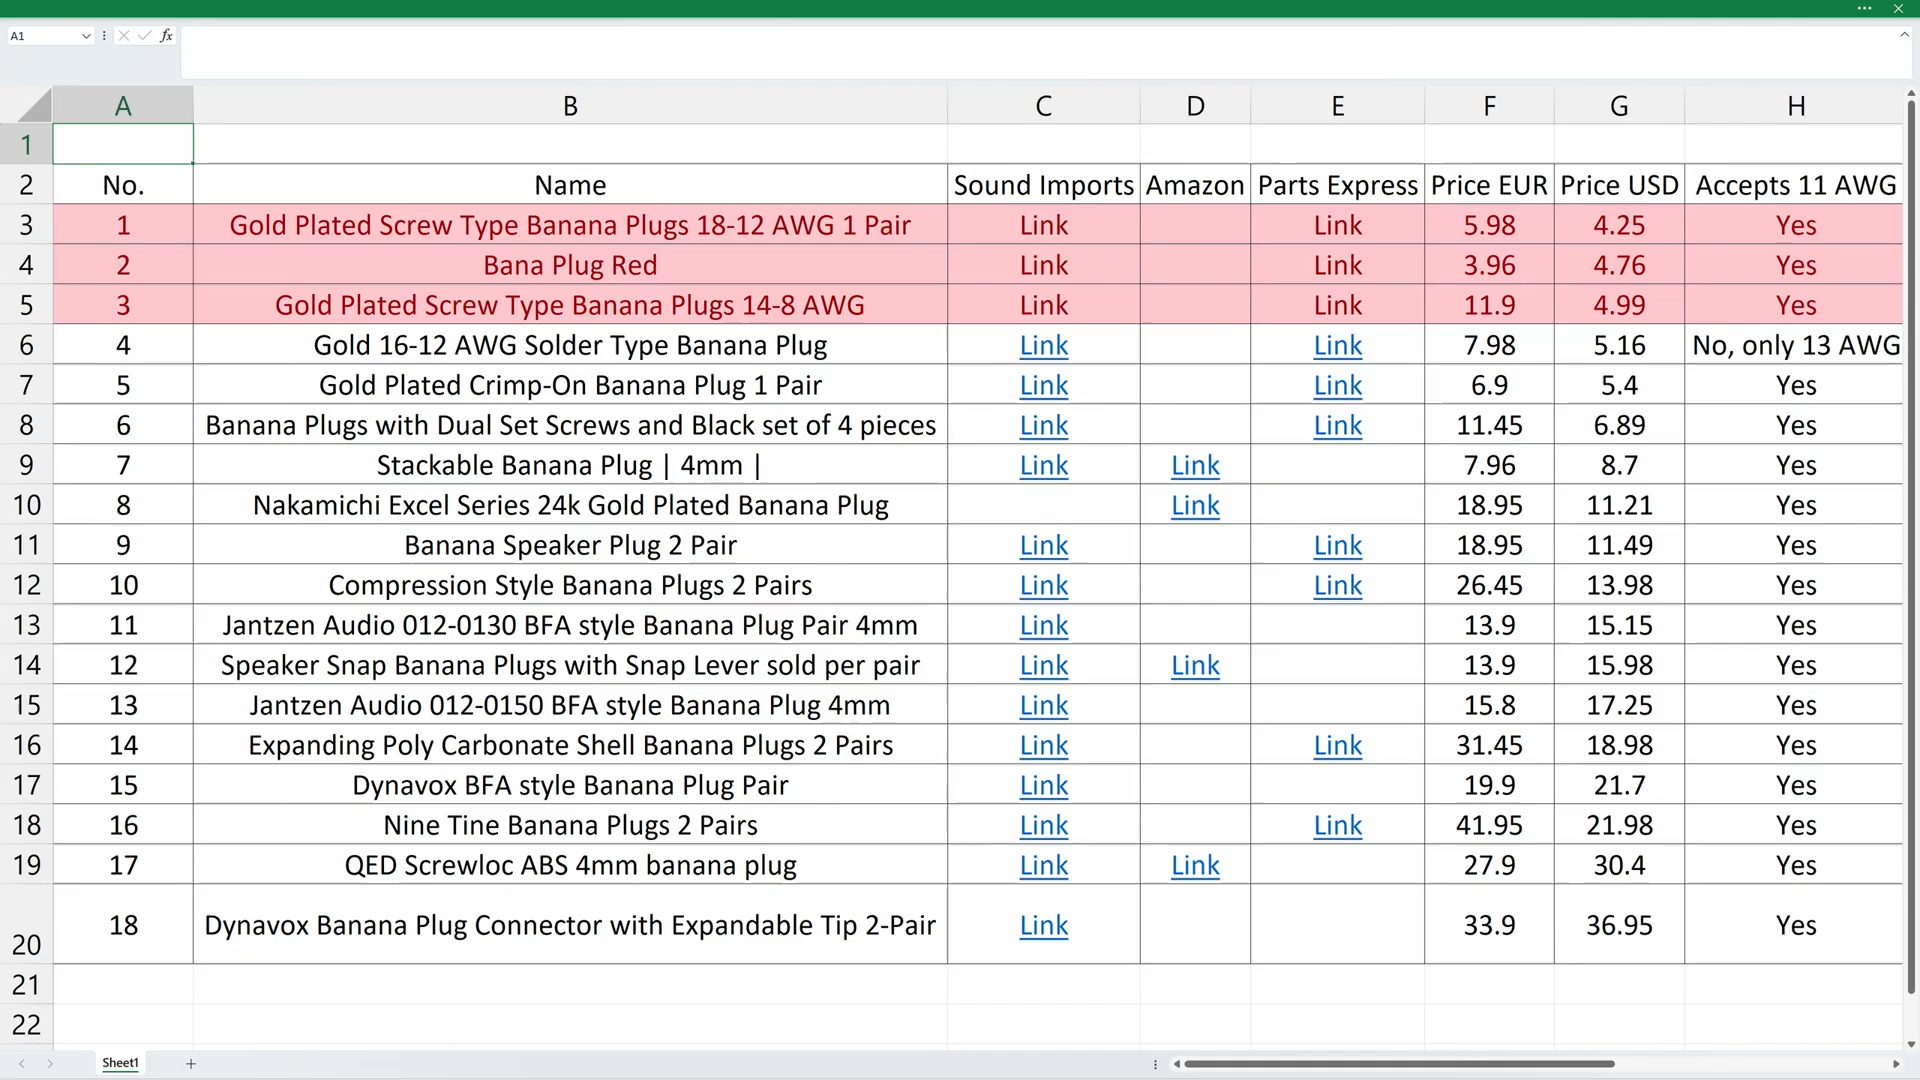 A1
fx
A B C D E F G H
1
2 No. Name Sound Imports Amazon Parts Express Price EUR Price USD Accepts 11 AWG
3 1 Gold Plated Screw Type Banana Plugs 18-12 AWG 1 Pair Link Link 5.98 4.25 Yes
4 2 Bana Plug Red Link Link 3.96 4.76 Yes
5 3 Gold Plated Screw Type Banana Plugs 14-8 AWG Link Link 11.9 4.99 Yes
6 4 Gold 16-12 AWG Solder Type Banana Plug Link Link 7.98 5.16 No, only 13 AWG
7 5 Gold Plated Crimp-On Banana Plug 1 Pair Link Link 6.9 5.4 Yes
8 6 Banana Plugs with Dual Set Screws and Black set of 4 pieces Link Link 11.45 6.89 Yes
9 7 Stackable Banana Plug | 4mm | Link Link 7.96 8.7 Yes
10 8 Nakamichi Excel Series 24k Gold Plated Banana Plug Link 18.95 11.21 Yes
11 9 Banana Speaker Plug 2 Pair Link Link 18.95 11.49 Yes
12 10 Compression Style Banana Plugs 2 Pairs Link Link 26.45 13.98 Yes
13 11 Jantzen Audio 012-0130 BFA style Banana Plug Pair 4mm Link 13.9 15.15 Yes
14 12 Speaker Snap Banana Plugs with Snap Lever sold per pair Link Link 13.9 15.98 Yes
15 13 Jantzen Audio 012-0150 BFA style Banana Plug 4mm Link 15.8 17.25 Yes
16 14 Expanding Poly Carbonate Shell Banana Plugs 2 Pairs Link Link 31.45 18.98 Yes
17 15 Dynavox BFA style Banana Plug Pair Link 19.9 21.7 Yes
18 16 Nine Tine Banana Plugs 2 Pairs Link Link 41.95 21.98 Yes
19 17 QED Screwloc ABS 4mm banana plug Link Link 27.9 30.4 Yes
20 18 Dynavox Banana Plug Connector with Expandable Tip 2-Pair Link 33.9 36.95 Yes
21
22
Sheet1